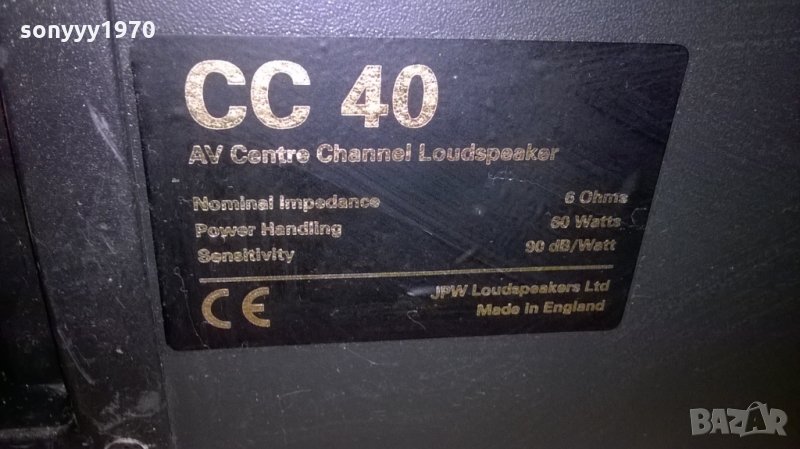 sonyyy1970
CC 40
AV Centre Channel Loudspeaker
Nominal Impedance 6 Ohms
Power Handling 60 Watts
Sensitivity 90 dB/Watt
CE JPW Loudspeakers Ltd
Made in England
BAZAR